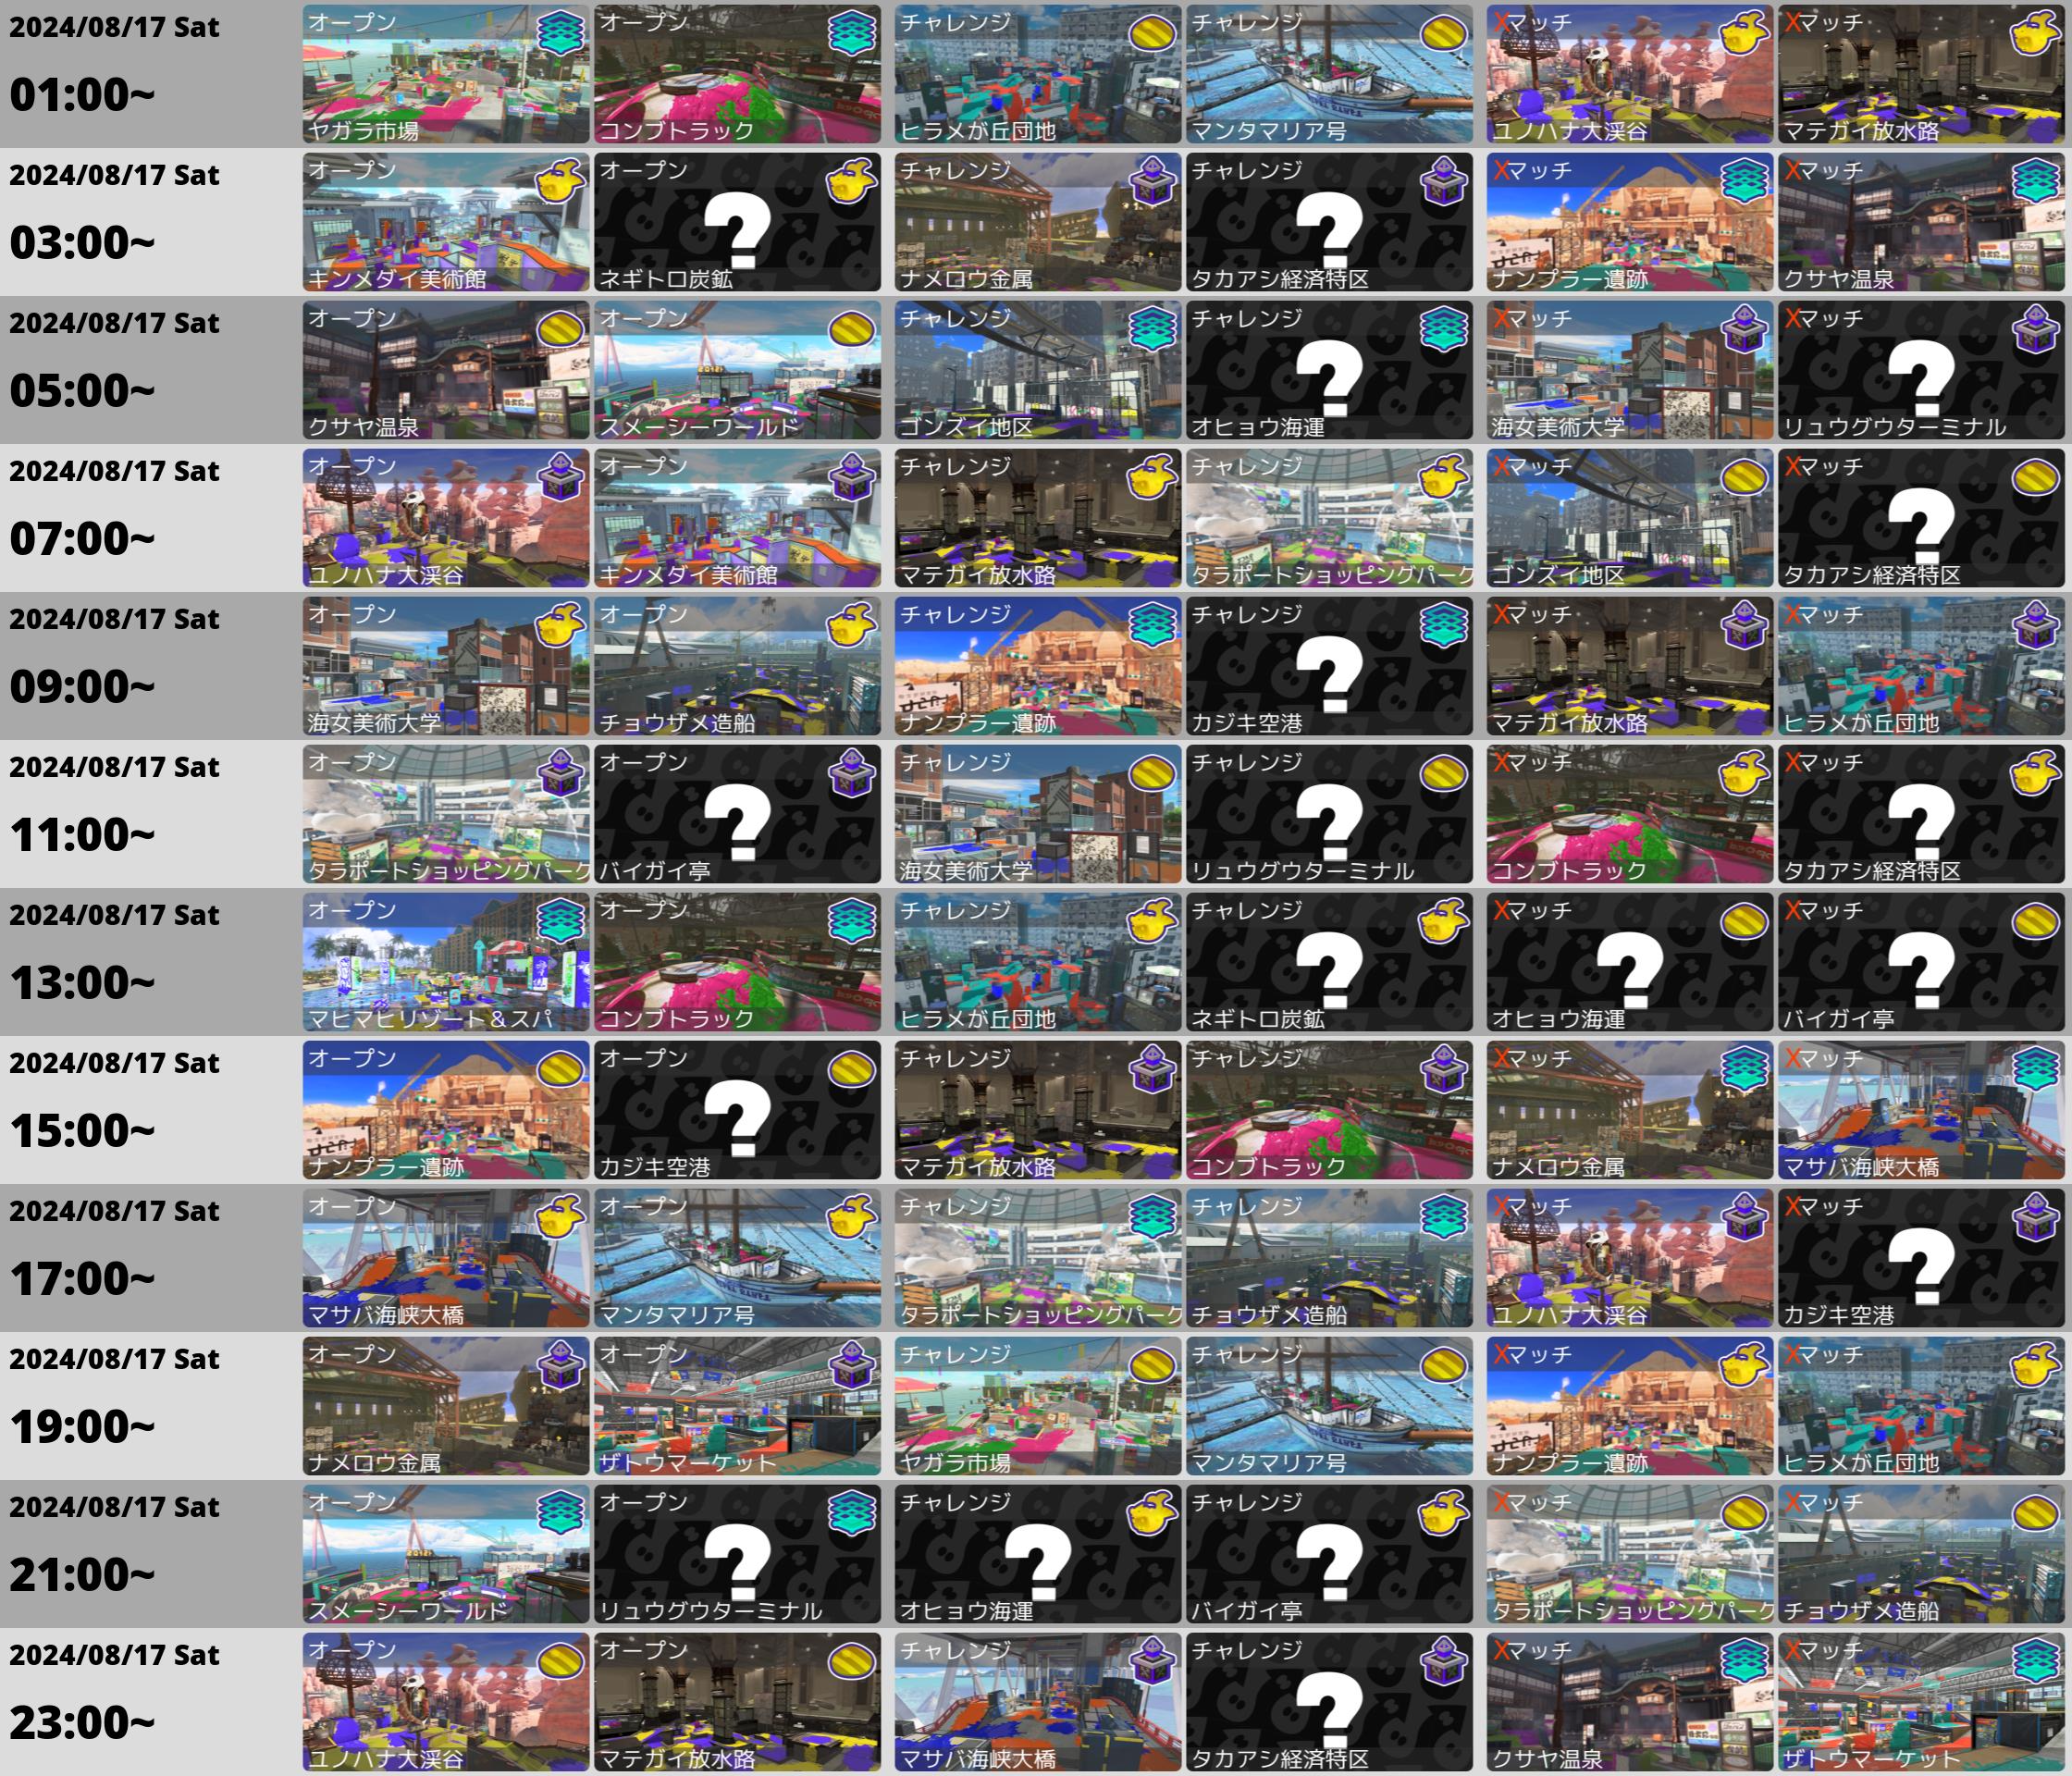 2024/08/17 Sat
01:00~
オープン オープン チャレンジ チャレンジ Xマッチ Xマッチ
ヤガラ市場 コンブトラック ヒラメが丘団地 マンタマリア号 ユノハナ大渓谷 マテガイ放水路
2024/08/17 Sat
03:00~
オープン オープン チャレンジ チャレンジ Xマッチ Xマッチ
キンメダイ美術館 ネギトロ炭鉱 ナメロウ金属 タカアシ経済特区 ナンプラー遺跡 クサヤ温泉
2024/08/17 Sat
05:00~
オープン オープン チャレンジ チャレンジ Xマッチ Xマッチ
クサヤ温泉 スメーシーワールド ゴンズイ地区 オヒョウ海運 海女美術大学 リュウグウターミナル
2024/08/17 Sat
07:00~
オープン オープン チャレンジ チャレンジ Xマッチ Xマッチ
ユノハナ大渓谷 キンメダイ美術館 マテガイ放水路 タラポートショッピングパーク ゴンズイ地区 タカアシ経済特区
2024/08/17 Sat
09:00~
オープン オープン チャレンジ チャレンジ Xマッチ Xマッチ
海女美術大学 チョウザメ造船 ナンプラー遺跡 カジキ空港 マテガイ放水路 ヒラメが丘団地
2024/08/17 Sat
11:00~
オープン オープン チャレンジ チャレンジ Xマッチ Xマッチ
タラポートショッピングパーク バイガイ亭 海女美術大学 リュウグウターミナル コンブトラック タカアシ経済特区
2024/08/17 Sat
13:00~
オープン オープン チャレンジ チャレンジ Xマッチ Xマッチ
マヒマヒリゾート&スパ コンブトラック ヒラメが丘団地 ネギトロ炭鉱 オヒョウ海運 バイガイ亭
2024/08/17 Sat
15:00~
オープン オープン チャレンジ チャレンジ Xマッチ Xマッチ
ナンプラー遺跡 カジキ空港 マテガイ放水路 コンブトラック ナメロウ金属 マサバ海峡大橋
2024/08/17 Sat
17:00~
オープン オープン チャレンジ チャレンジ Xマッチ Xマッチ
マサバ海峡大橋 マンタマリア号 タラポートショッピングパーク チョウザメ造船 ユノハナ大渓谷 カジキ空港
2024/08/17 Sat
19:00~
オープン オープン チャレンジ チャレンジ Xマッチ Xマッチ
ナメロウ金属 ザトウマーケット ヤガラ市場 マンタマリア号 ナンプラー遺跡 ヒラメが丘団地
2024/08/17 Sat
21:00~
オープン オープン チャレンジ チャレンジ Xマッチ Xマッチ
スメーシーワールド リュウグウターミナル オヒョウ海運 バイガイ亭 タラポートショッピングパーク チョウザメ造船
2024/08/17 Sat
23:00~
オープン オープン チャレンジ チャレンジ Xマッチ Xマッチ
ユノハナ大渓谷 マテガイ放水路 マサバ海峡大橋 タカアシ経済特区 クサヤ温泉 ザトウマーケット